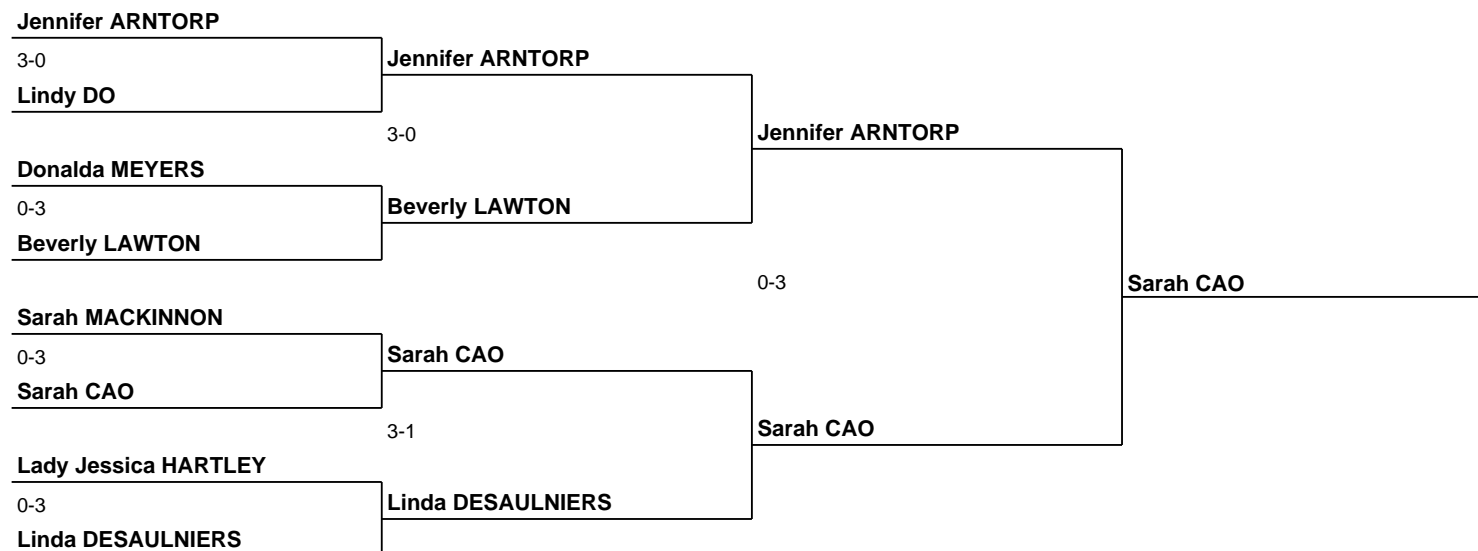 Jennifer ARNTORP
3-0
Jennifer ARNTORP
Lindy DO
3-0
Jennifer ARNTORP
Donalda MEYERS
0-3
Beverly LAWTON
Beverly LAWTON
0-3
Sarah CAO
Sarah MACKINNON
0-3
Sarah CAO
Sarah CAO
3-1
Sarah CAO
Lady Jessica HARTLEY
0-3
Linda DESAULNIERS
Linda DESAULNIERS